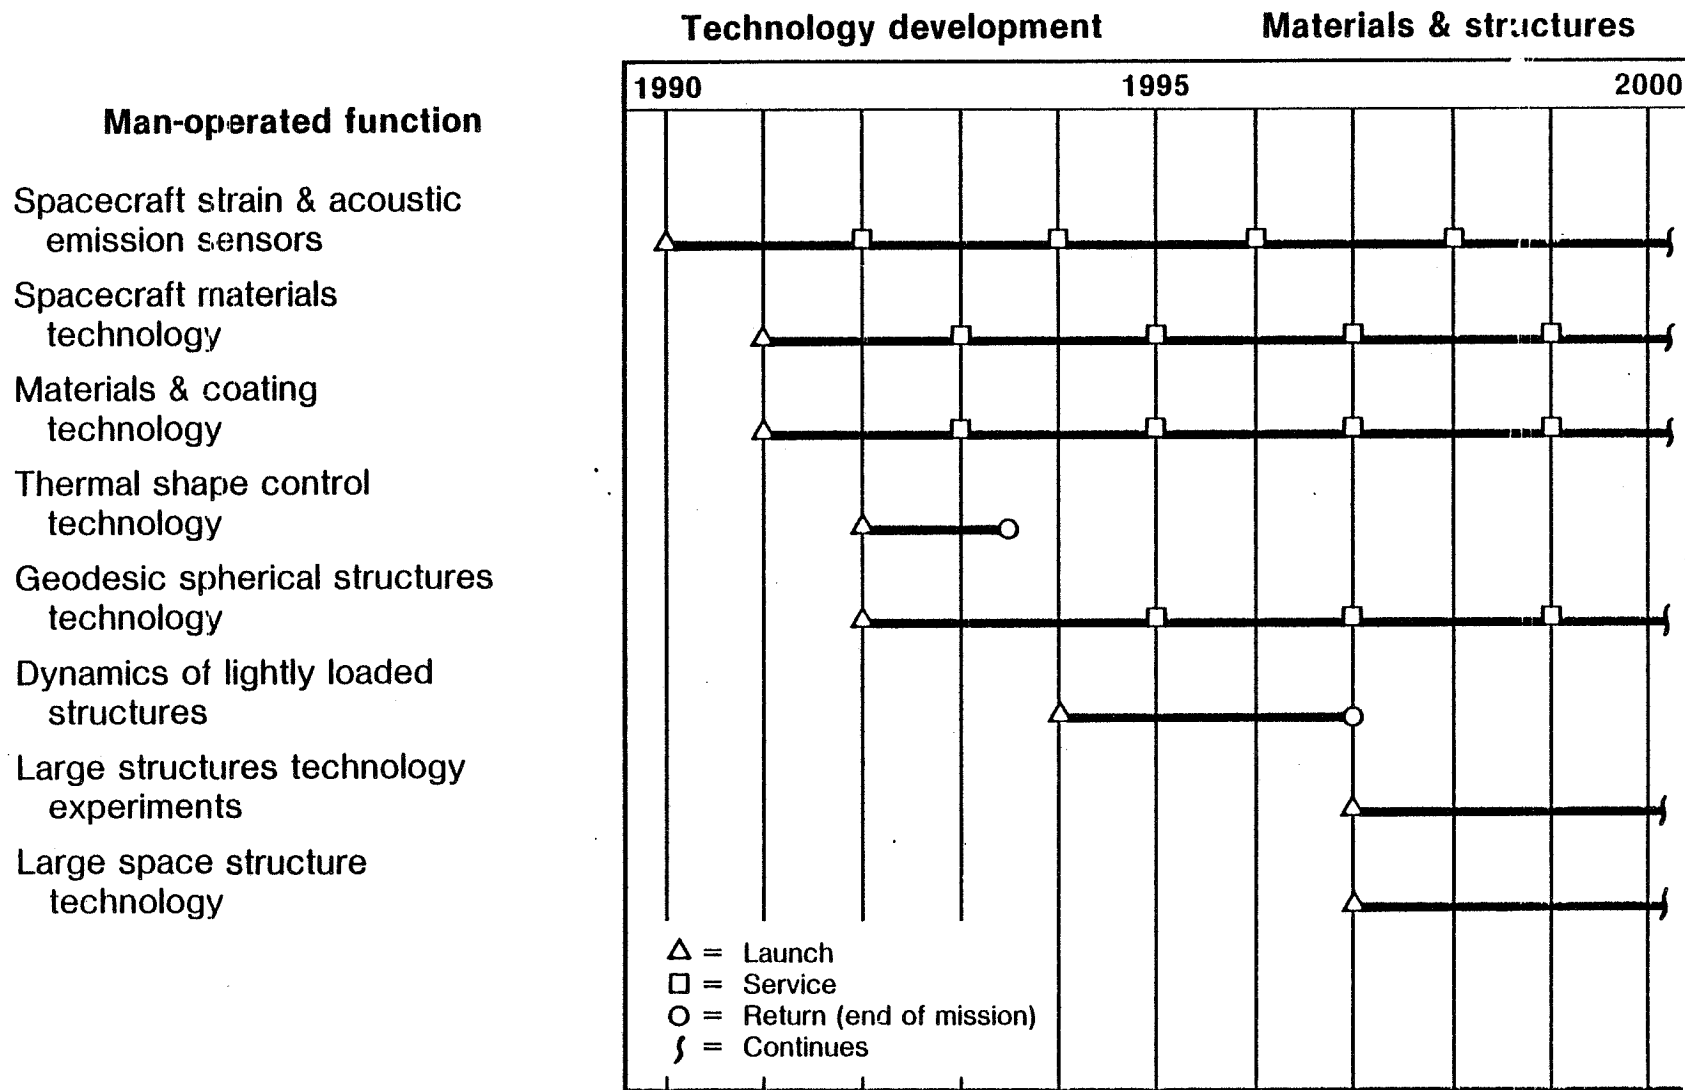 Technology development Materials & structures
1990 1995 2000
Man-operated function
Spacecraft strain & acoustic
emission sensors
Spacecraft materials
technology
Materials & coating
technology
Thermal shape control
technology
Geodesic spherical structures
technology
Dynamics of lightly loaded
structures
Large structures technology
experiments
Large space structure
technology
△ = Launch
□ = Service
○ = Return (end of mission)
∫ = Continues